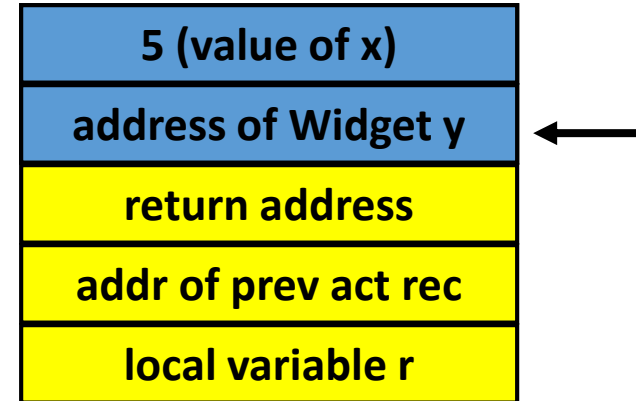 5 (value of x)
address of Widget y
return address
addr of prev act rec
local variable r